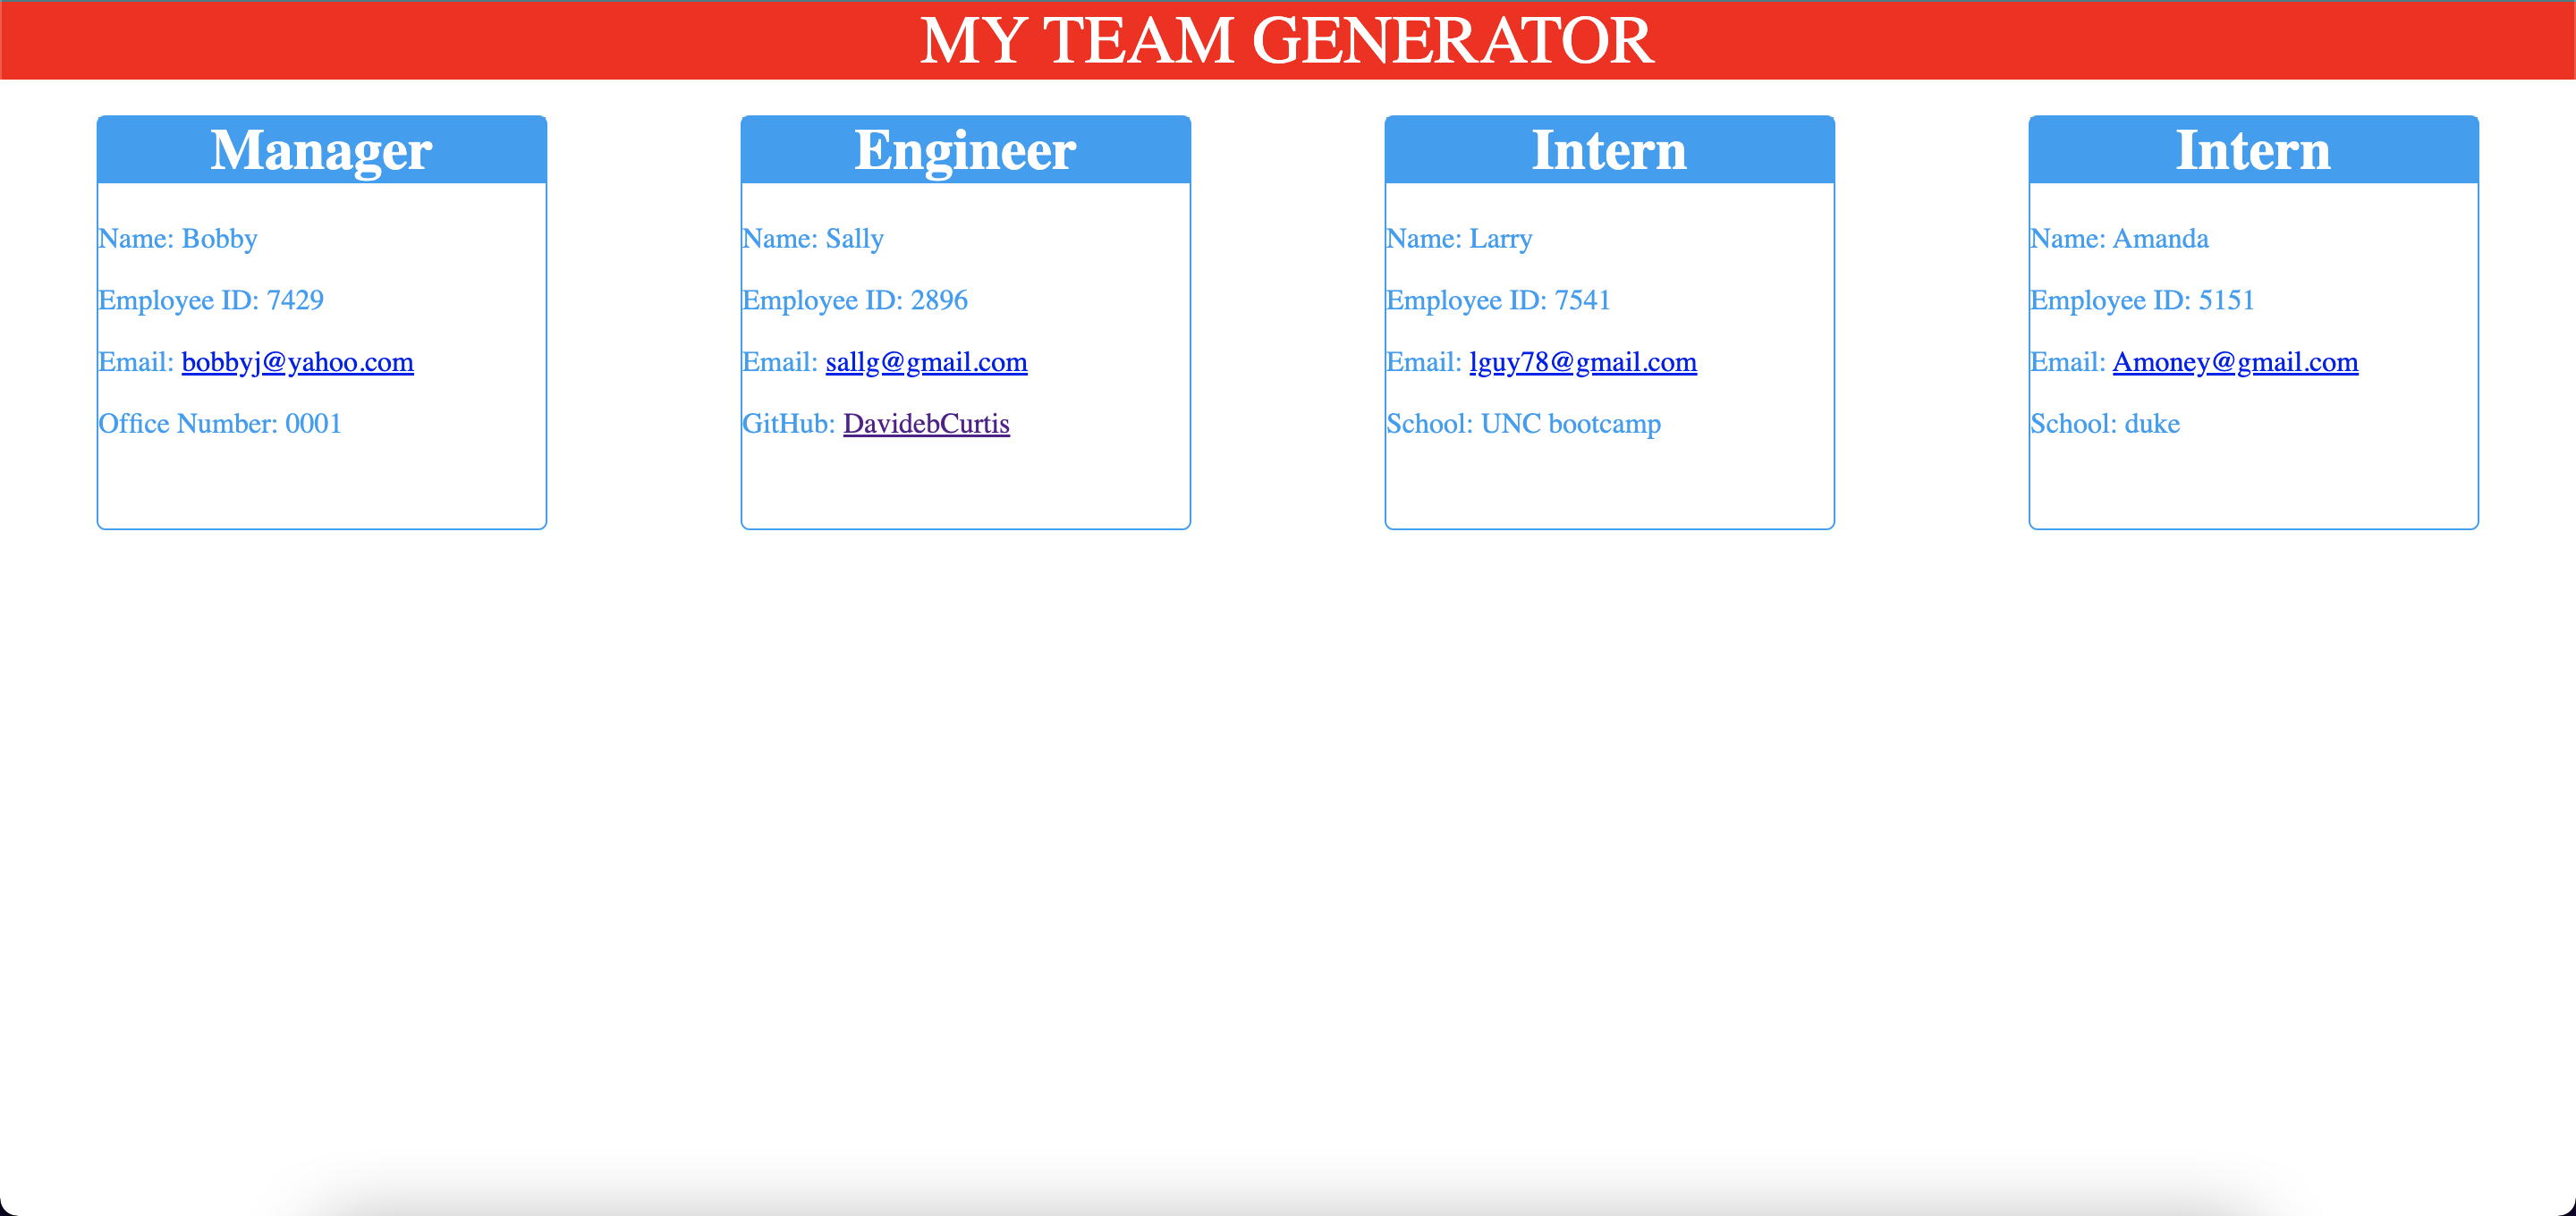 MY TEAM GENERATOR
Manager
Name: Bobby
Employee ID: 7429
Email: bobbyj@yahoo.com
Office Number: 0001
Engineer
Name: Sally
Employee ID: 2896
Email: sallg@gmail.com
GitHub: DavidebCurtis
Intern
Name: Larry
Employee ID: 7541
Email: lguy78@gmail.com
School: UNC bootcamp
Intern
Name: Amanda
Employee ID: 5151
Email: Amoney@gmail.com
School: duke